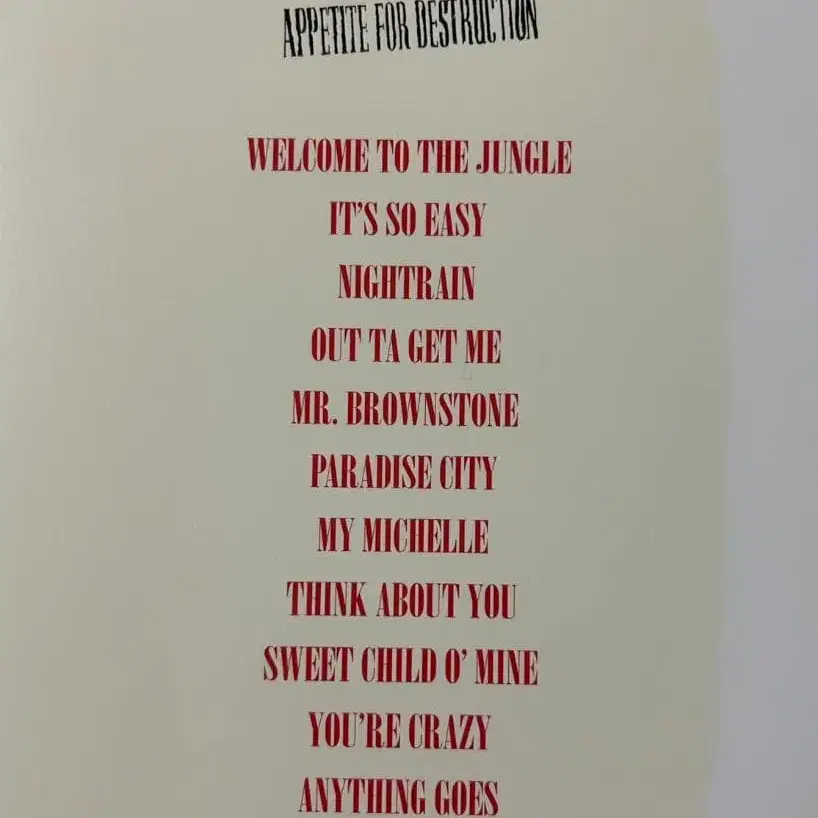 APPETITE FOR DESTRUCTION
WELCOME TO THE JUNGLE
IT'S SO EASY
NIGHTRAIN
OUT TA GET ME
MR. BROWNSTONE
PARADISE CITY
MY MICHELLE
THINK ABOUT YOU
SWEET CHILD O' MINE
YOU'RE CRAZY
ANYTHING GOES